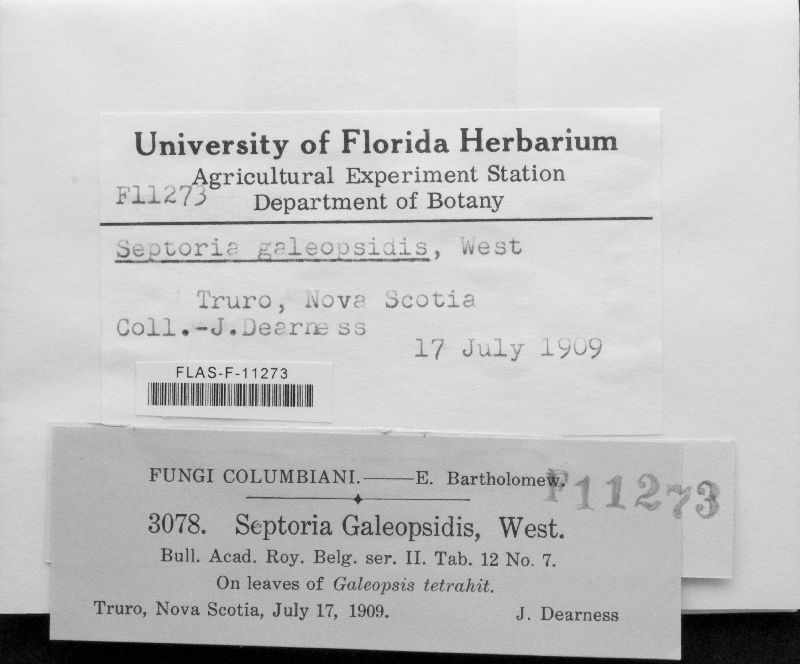 University of Florida Herbarium
Agricultural Experiment Station
F11273
Department of Botany
Septoria galeopsidis, West
Truro, Nova Scotia
Coll.-J.Dearness
17 July 1909
FLAS-F-11273
FUNGI COLUMBIANI.——E. Bartholomew.
F11273
3078. Septoria Galeopsidis, West.
Bull. Acad. Roy. Belg. ser. II. Tab. 12 No. 7.
On leaves of Galeopsis tetrahit.
Truro, Nova Scotia, July 17, 1909. J. Dearness